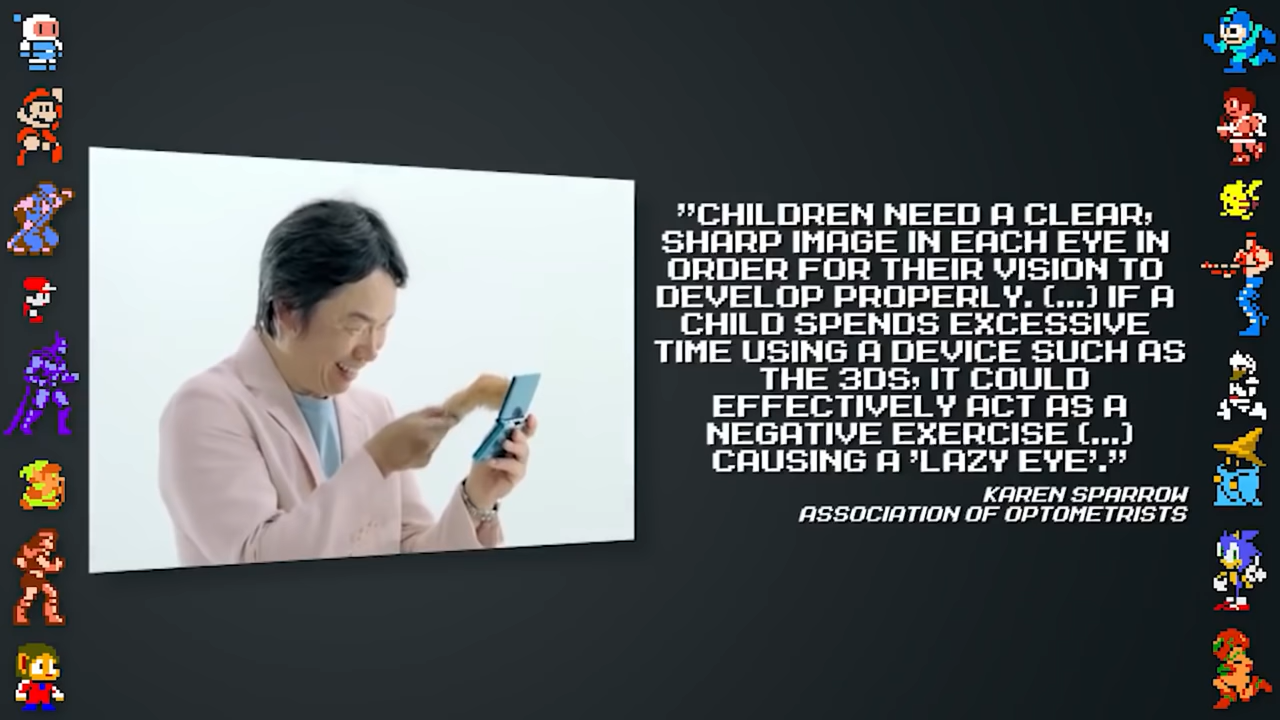 ”CHILDREN NEED A CLEAR,
SHARP IMAGE IN EACH EYE IN
ORDER FOR THEIR VISION TO
DEVELOP PROPERLY. (...) IF A
CHILD SPENDS EXCESSIVE
TIME USING A DEVICE SUCH AS
THE 3DS, IT COULD
EFFECTIVELY ACT AS A
NEGATIVE EXERCISE (...)
CAUSING A 'LAZY EYE'.”
KAREN SPARROW
ASSOCIATION OF OPTOMETRISTS